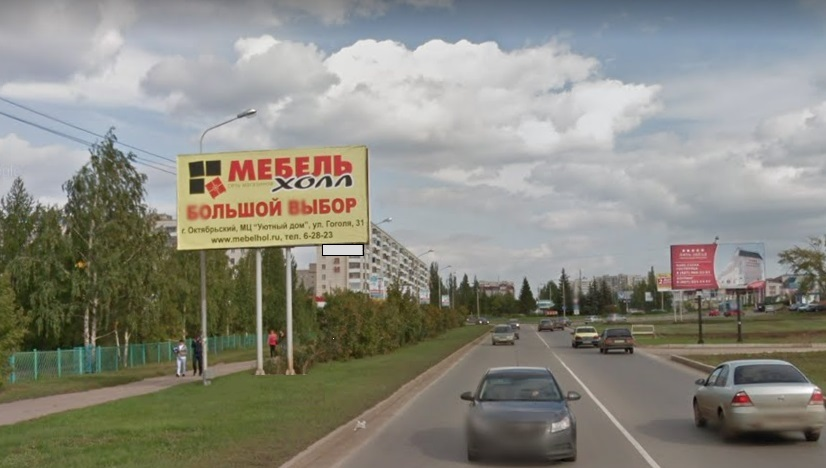 МЕБЕЛЬ
ХОЛЛ
БОЛЬШОЙ ВЫБОР
г. Октябрьский, МЦ "Уютный дом", ул. Гоголя, 31
www.mebelhol.ru, тел. 6-28-23